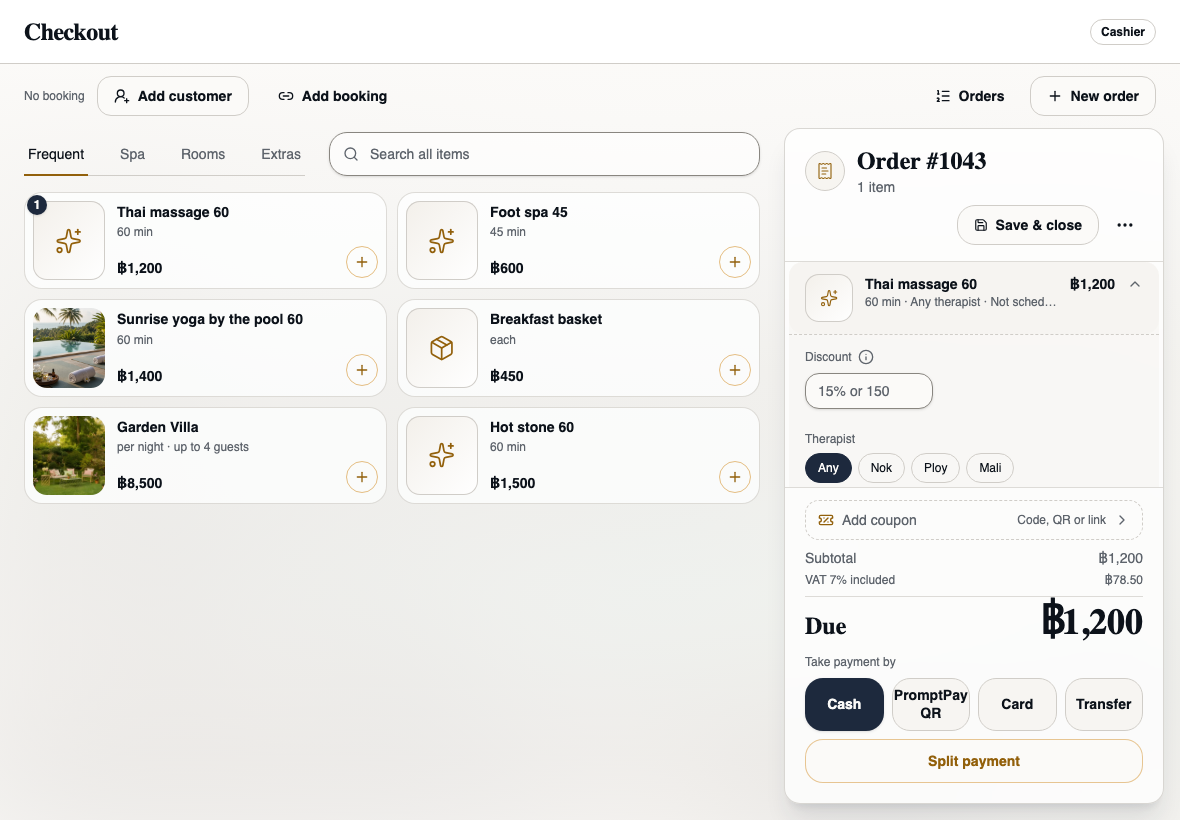 Checkout
Cashier
No booking
Add customer
Add booking
Orders
New order
Frequent
Spa
Rooms
Extras
Search all items
1
Thai massage 60
60 min
฿1,200
Foot spa 45
45 min
฿600
Sunrise yoga by the pool 60
60 min
฿1,400
Breakfast basket
each
฿450
Garden Villa
per night · up to 4 guests
฿8,500
Hot stone 60
60 min
฿1,500
Order #1043
1 item
Save & close
Thai massage 60
฿1,200
60 min · Any therapist · Not sched…
Discount
15% or 150
Therapist
Any
Nok
Ploy
Mali
Add coupon
Code, QR or link
Subtotal
฿1,200
VAT 7% included
฿78.50
Due
฿1,200
Take payment by
Cash
PromptPay
QR
Card
Transfer
Split payment